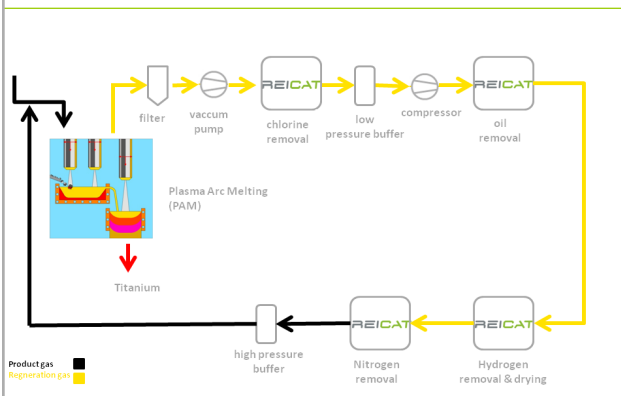 REICAT
REICAT
filter
vaccum
pump
chlorine
removal
low
pressure buffer
compressor
oil
removal
Plasma Arc Melting
(PAM)
Titanium
REICAT
REICAT
high pressure
buffer
Nitrogen
removal
Hydrogen
removal & drying
Product gas
Regneration gas